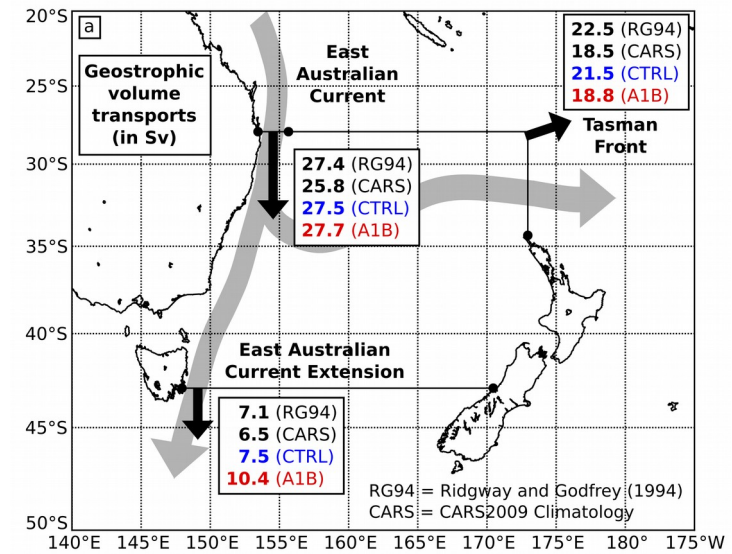 20°S
a
22.5 (RG94)
18.5 (CARS)
21.5 (CTRL)
18.8 (A1B)
East
Australian
Current
Geostrophic
volume
transports
(in Sv)
25°S
Tasman
Front
30°S
27.4 (RG94)
25.8 (CARS)
27.5 (CTRL)
27.7 (A1B)
35°S
40°S
East Australian
Current Extension
7.1 (RG94)
6.5 (CARS)
7.5 (CTRL)
10.4 (A1B)
45°S
RG94 = Ridgway and Godfrey (1994)
CARS = CARS2009 Climatology
50°S
140°E 145°E 150°E 155°E 160°E 165°E 170°E 175°E 180°E 175°W